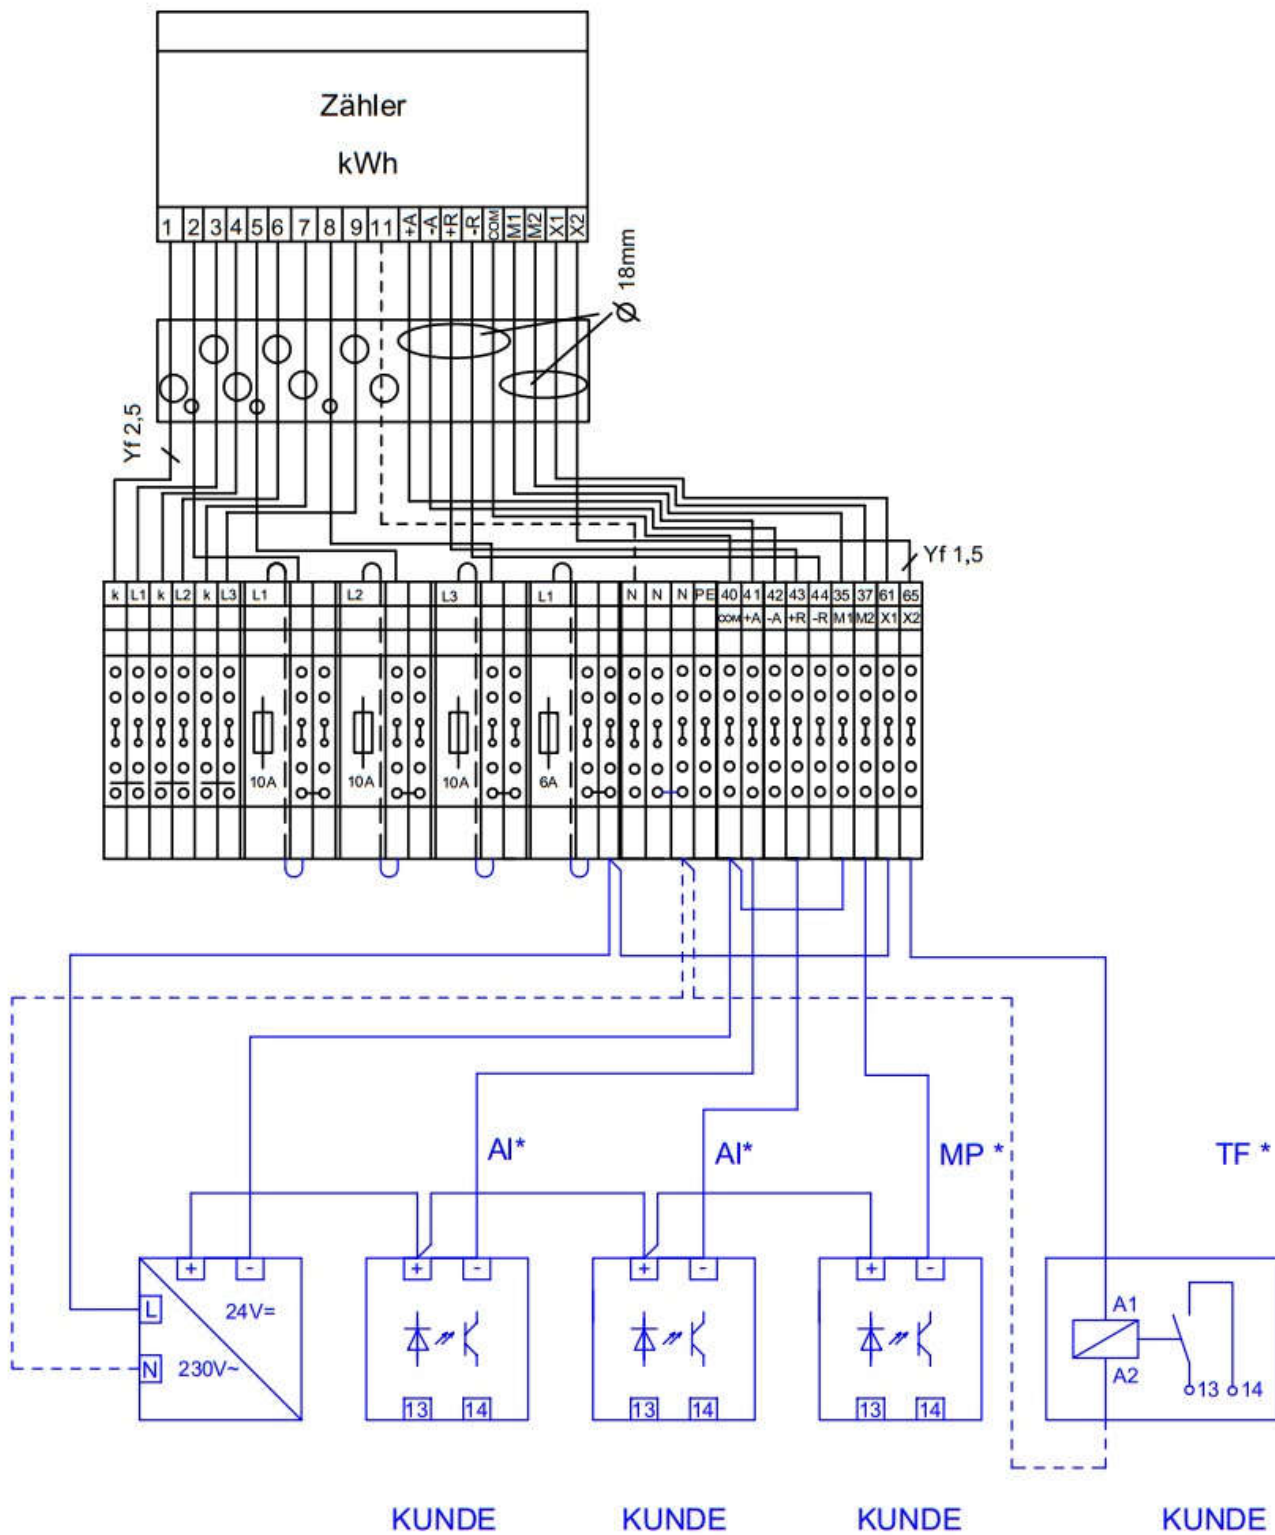 Zähler
kWh
1 2 3 4 5 6 7 8 9 11 +A -A +R -R COM M1 M2 X1 X2
Ø 18mm
Yf 2,5
Yf 1,5
k L1 k L2 k L3 L1 L2 L3 L1 N N N PE 40 41 42 43 44 35 37 61 65
COM +A -A +R -R M1 M2 X1 X2
10A 10A 10A 6A
AI* AI* MP * TF *
+ - + - + - + -
L 24V=
N 230V~
A1
A2
13 14
13 14 13 14 13 14
KUNDE KUNDE KUNDE KUNDE